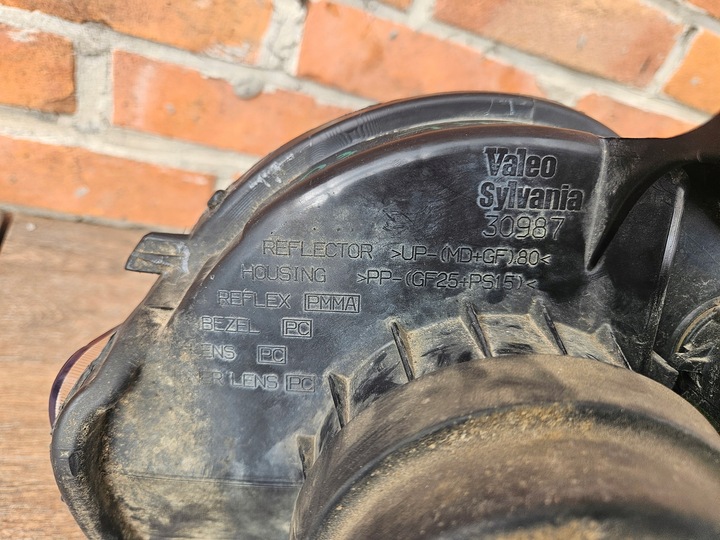 Valeo
Sylvania
30987
REFLECTOR >UP-(MD+GF)80<
HOUSING >PP-(GF25+PS15)<
REFLEX PMMA
BEZEL PC
ENS PC
ER LENS PC